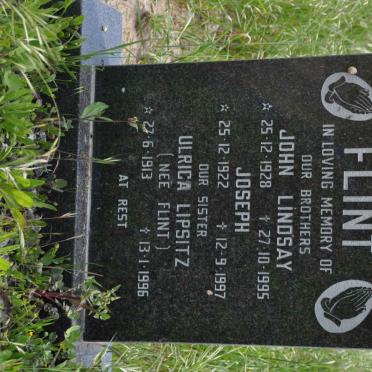 FLINT
IN LOVING MEMORY OF
OUR BROTHERS
JOHN LINDSAY
☆ 25.12.1928 ✝ 27.10.1995
JOSEPH
☆ 25.12.1922 ✝ 12.9.1997
OUR SISTER
ULRICA LIPSITZ
(NEÉ FLINT)
☆ 27.6.1913 ✝ 13.1.1996
AT REST